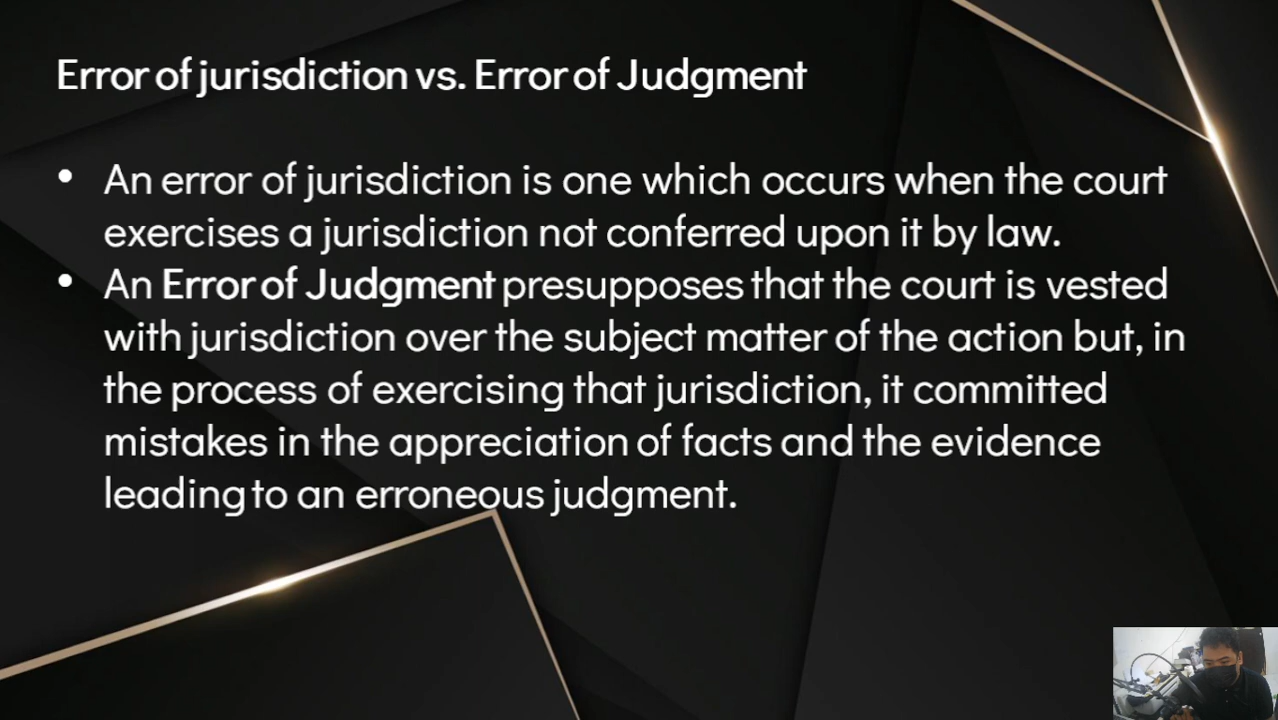 Error of jurisdiction vs. Error of Judgment
• An error of jurisdiction is one which occurs when the court
exercises a jurisdiction not conferred upon it by law.
• An Error of Judgment presupposes that the court is vested
with jurisdiction over the subject matter of the action but, in
the process of exercising that jurisdiction, it committed
mistakes in the appreciation of facts and the evidence
leading to an erroneous judgment.